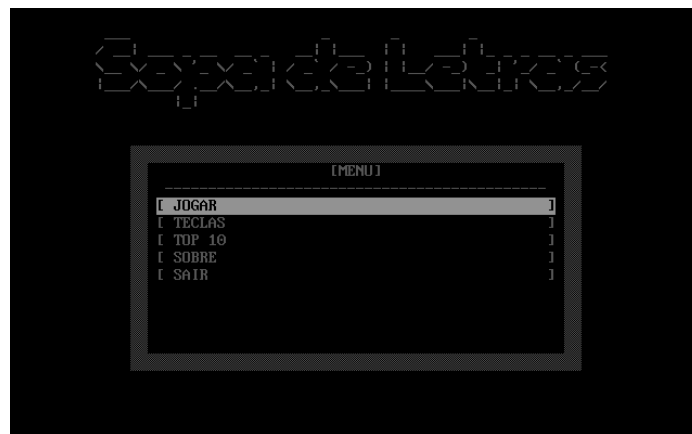 Sopa de Letras
[MENU]
[ JOGAR ]
[ TECLAS ]
[ TOP 10 ]
[ SOBRE ]
[ SAIR ]